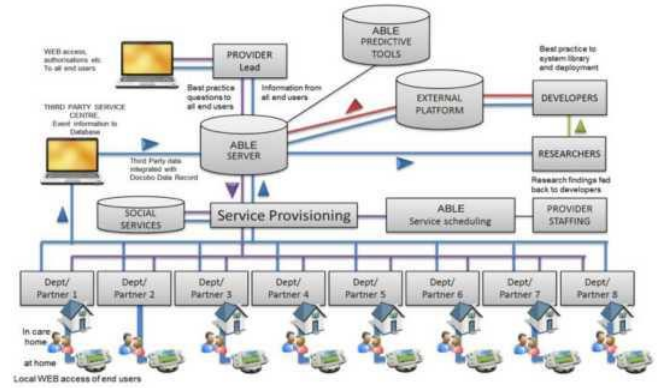 WEB access,
authorisations etc
To all end users
PROVIDER
Lead
ABLE
PREDICTIVE
TOOLS
Best practice to
system library
and deployment
Best practice
questions to
all end users
Information from
all end users
EXTERNAL
PLATFORM
DEVELOPERS
THIRD PARTY SERVICE
CENTRE,
Event information to
Database
ABLE
SERVER
Third Party data
integrated with
Docobo Data Record
RESEARCHERS
Research findings fed
back to developers
SOCIAL
SERVICES
Service Provisioning
ABLE
Service scheduling
PROVIDER
STAFFING
Dept/
Partner 1
Dept/
Partner 2
Dept/
Partner 3
Dept/
Partner 4
Dept/
Partner 5
Dept/
Partner 6
Dept/
Partner 7
Dept/
Partner 8
In care
home
at home
Local WEB access of end users